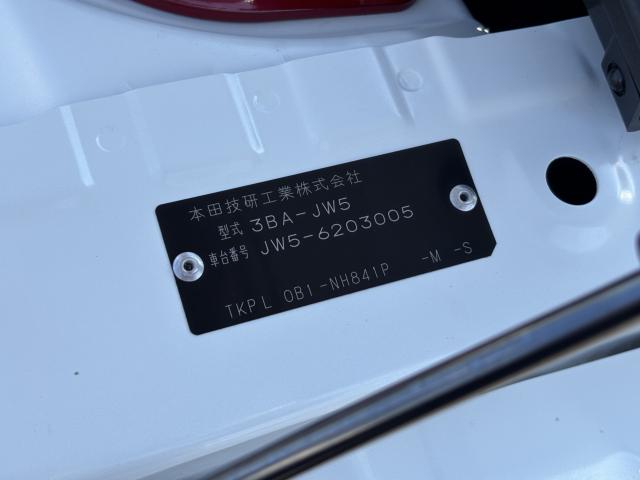 本田技研工業株式会社
型式 3BA-JW5
車台番号 JW5-6203005
TKPL OB1-NH841P -M -S